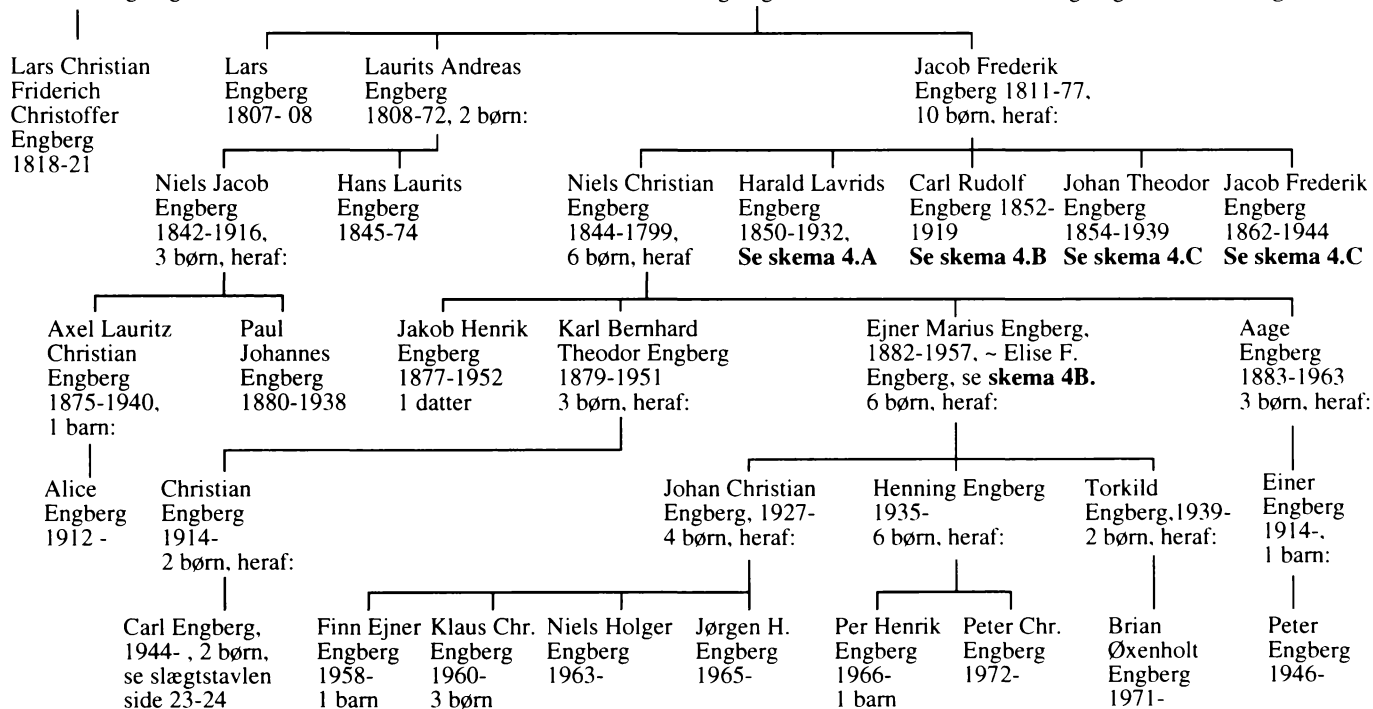 Lars Christian
Friderich
Christoffer
Engberg
1818-21
Lars
Engberg
1807- 08
Laurits Andreas
Engberg
1808-72, 2 børn:
Jacob Frederik
Engberg 1811-77,
10 børn, heraf:
Niels Jacob
Engberg
1842-1916,
3 børn, heraf:
Hans Laurits
Engberg
1845-74
Niels Christian
Engberg
1844-1799,
6 børn, heraf
Harald Lavrids
Engberg
1850-1932,
Se skema 4.A
Carl Rudolf
Engberg 1852-
1919
Se skema 4.B
Johan Theodor
Engberg
1854-1939
Se skema 4.C
Jacob Frederik
Engberg
1862-1944
Se skema 4.C
Axel Lauritz
Christian
Engberg
1875-1940,
1 barn:
Paul
Johannes
Engberg
1880-1938
Jakob Henrik
Engberg
1877-1952
1 datter
Karl Bernhard
Theodor Engberg
1879-1951
3 børn, heraf:
Ejner Marius Engberg,
1882-1957, ~ Elise F.
Engberg, se skema 4B.
6 børn, heraf:
Aage
Engberg
1883-1963
3 børn, heraf:
Alice
Engberg
1912 -
Christian
Engberg
1914-
2 børn, heraf:
Johan Christian
Engberg, 1927-
4 børn, heraf:
Henning Engberg
1935-
6 børn, heraf:
Torkild
Engberg,1939-
2 børn, heraf:
Einer
Engberg
1914-,
1 barn:
Carl Engberg,
1944- , 2 børn,
se slægtstavlen
side 23-24
Finn Ejner
Engberg
1958-
1 barn
Klaus Chr.
Engberg
1960-
3 børn
Niels Holger
Engberg
1963-
Jørgen H.
Engberg
1965-
Per Henrik
Engberg
1966-
1 barn
Peter Chr.
Engberg
1972-
Brian
Øxenholt
Engberg
1971-
Peter
Engberg
1946-